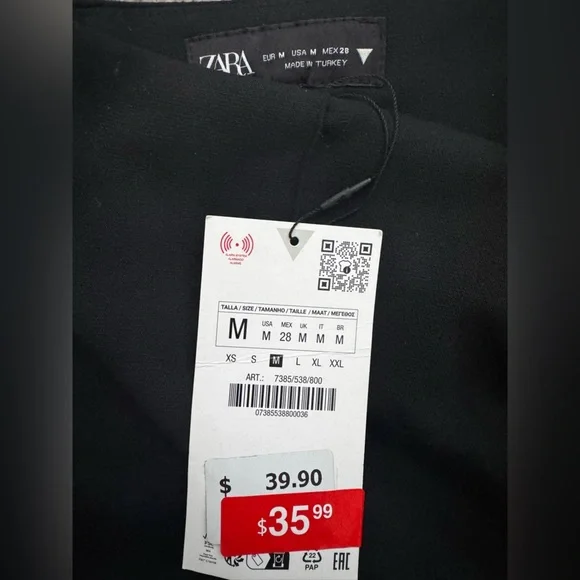 ZARA
EUR M USA M MEX 28
MADE IN TURKEY
TALLA / SIZE / TAMANHO / TAILLE / MAAT / ΜΕΓΕΘΟΣ
USA MEX UK IT BR
M M 28 M M M
XS S M L XL XXL
ART.: 7385/538/800
07385538800036
$ 39.90
$35 99
22
PAP
EAC